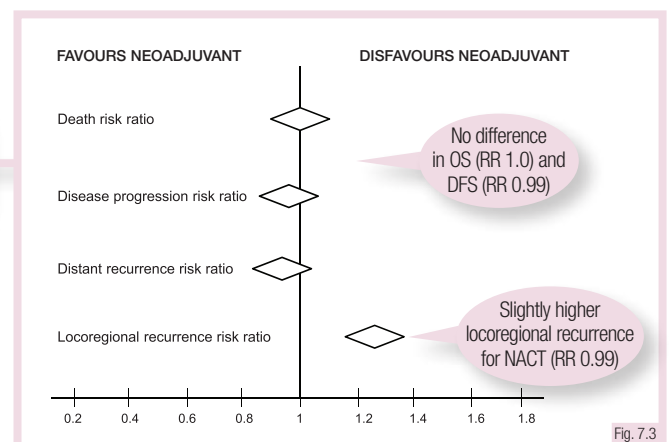 FAVOURS NEOADJUVANT
DISFAVOURS NEOADJUVANT
Death risk ratio
No difference
in OS (RR 1.0) and
DFS (RR 0.99)
Disease progression risk ratio
Distant recurrence risk ratio
Locoregional recurrence risk ratio
Slightly higher
locoregional recurrence
for NACT (RR 0.99)
0.2 0.4 0.6 0.8 1 1.2 1.4 1.6 1.8
Fig. 7.3